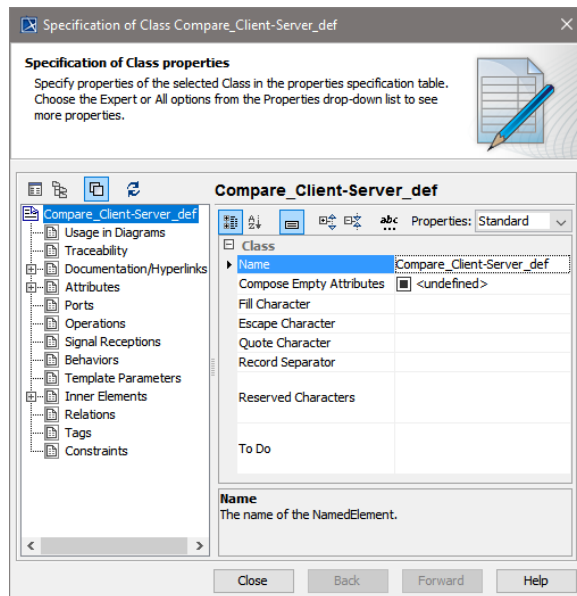 Specification of Class Compare_Client-Server_def
Specification of Class properties
Specify properties of the selected Class in the properties specification table.
Choose the Expert or All options from the Properties drop-down list to see
more properties.
Compare_Client-Server_def
abc Properties: Standard
Compare_Client-Server_def
Usage in Diagrams
Traceability
Documentation/Hyperlinks
Attributes
Ports
Operations
Signal Receptions
Behaviors
Template Parameters
Inner Elements
Relations
Tags
Constraints
Class
Name Compare_Client-Server_def
Compose Empty Attributes <undefined>
Fill Character
Escape Character
Quote Character
Record Separator
Reserved Characters
To Do
Name
The name of the NamedElement.
Close Back Forward Help